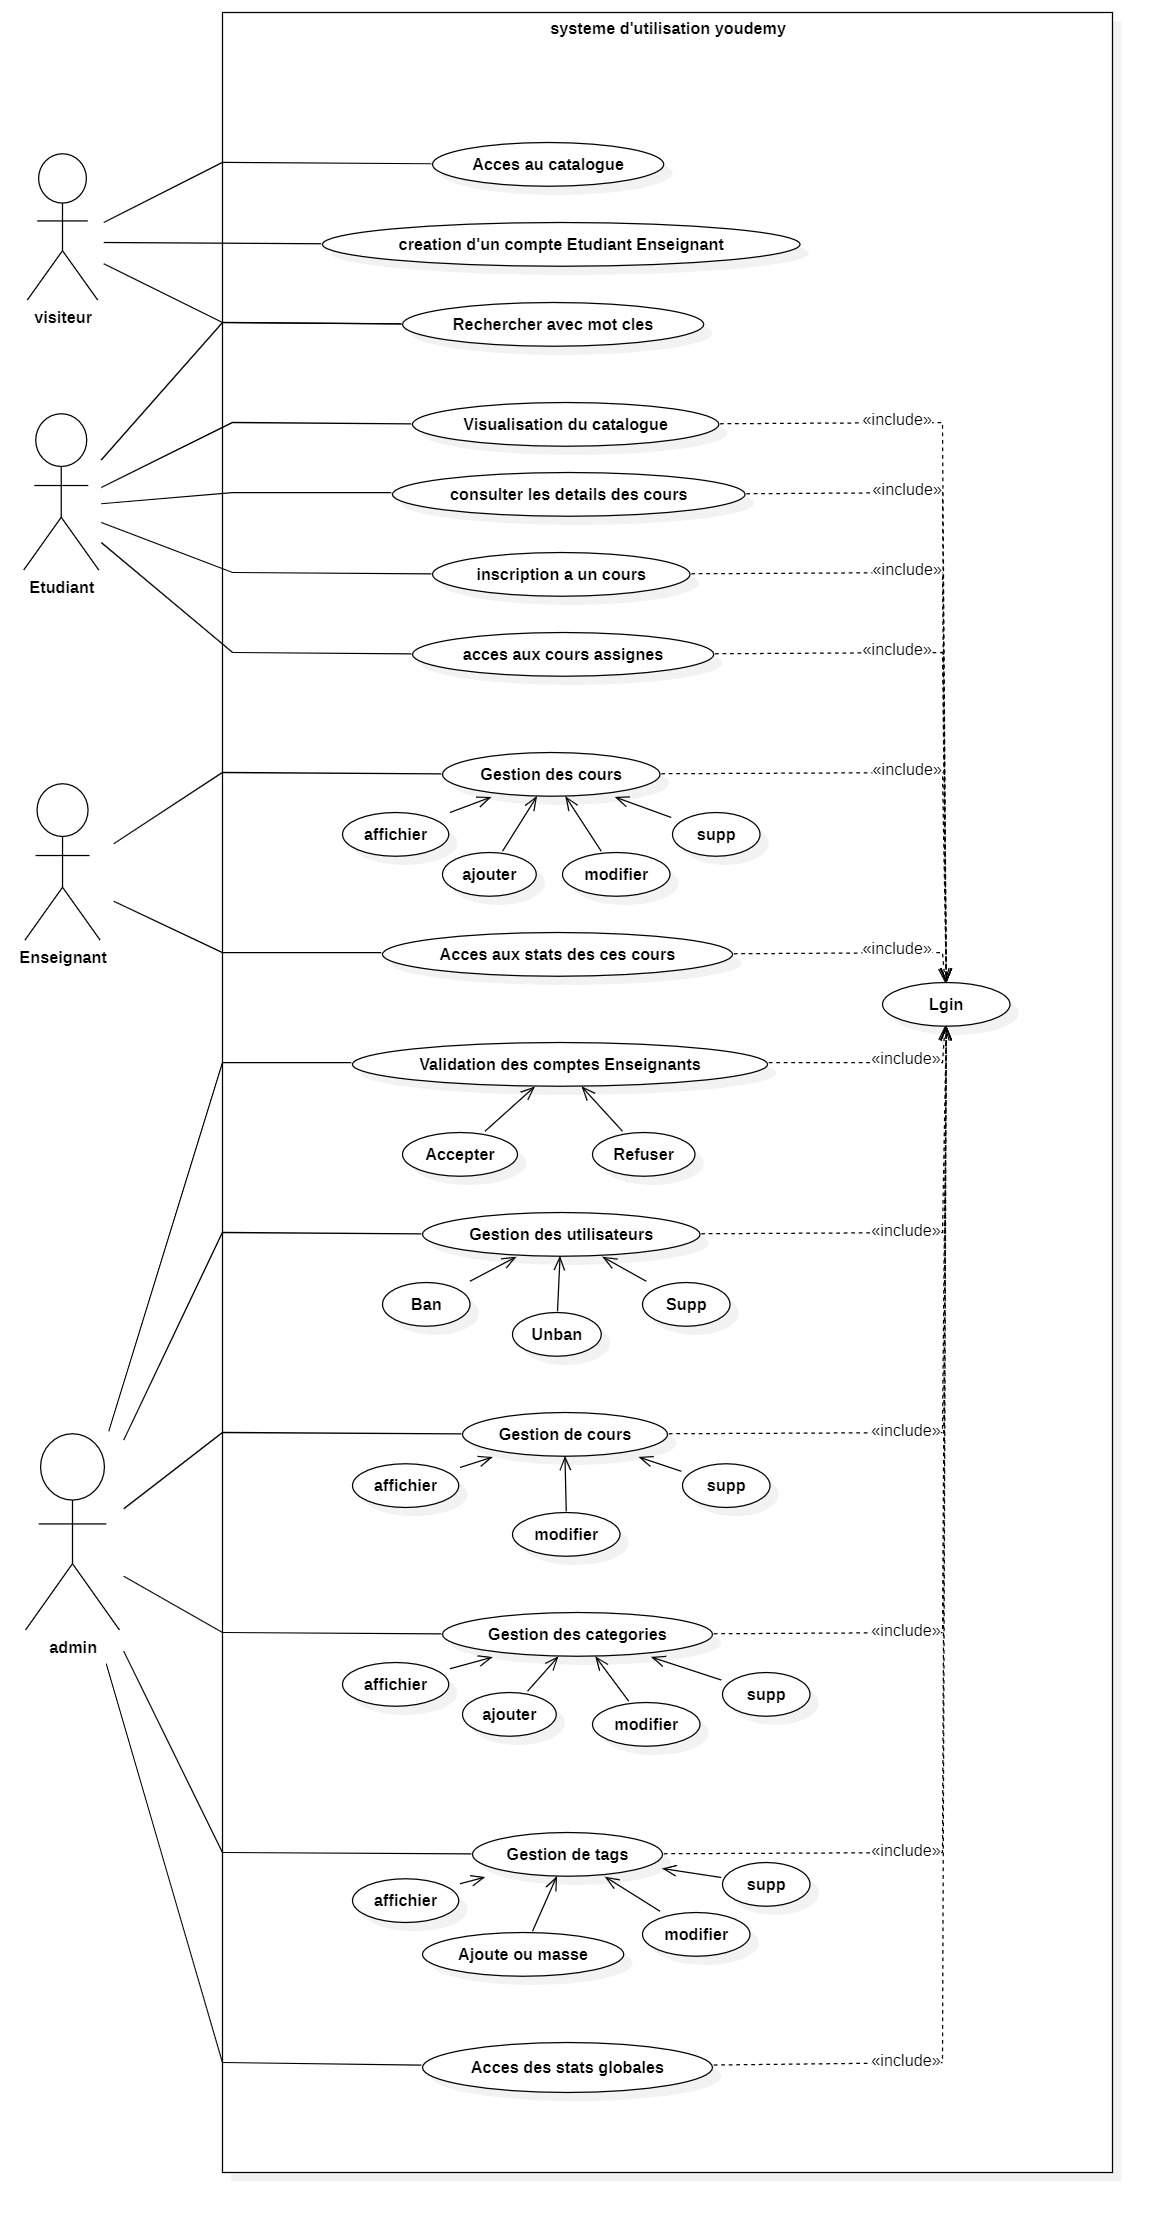 systeme d'utilisation youdemy
Acces au catalogue
creation d'un compte Etudiant Enseignant
visiteur
Rechercher avec mot cles
Visualisation du catalogue
«include»
consulter les details des cours
«include»
Etudiant
inscription a un cours
«include»
acces aux cours assignes
«include»
Gestion des cours
«include»
affichier
supp
ajouter
modifier
Enseignant
Acces aux stats des ces cours
«include»
Lgin
Validation des comptes Enseignants
«include»
Accepter
Refuser
Gestion des utilisateurs
«include»
Ban
Supp
Unban
Gestion de cours
«include»
affichier
supp
modifier
admin
Gestion des categories
«include»
affichier
supp
ajouter
modifier
Gestion de tags
«include»
supp
affichier
modifier
Ajoute ou masse
Acces des stats globales
«include»